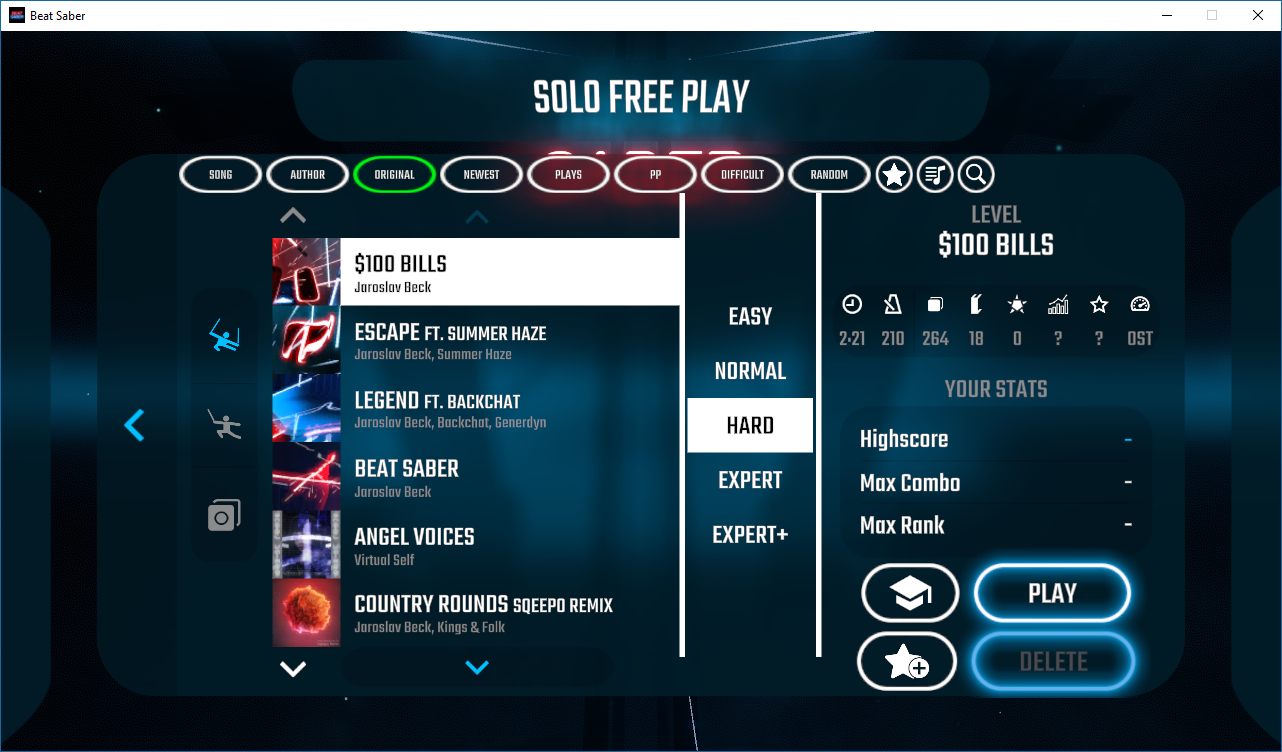 Beat Saber
SOLO FREE PLAY
SONG
AUTHOR
ORIGINAL
NEWEST
PLAYS
PP
DIFFICULT
RANDOM
$100 BILLS
Jaroslav Beck
ESCAPE FT. SUMMER HAZE
Jaroslav Beck, Summer Haze
LEGEND FT. BACKCHAT
Jaroslav Beck, Backchat, Generdyn
BEAT SABER
Jaroslav Beck
ANGEL VOICES
Virtual Self
COUNTRY ROUNDS SQEEPO REMIX
Jaroslav Beck, Kings & Folk
EASY
NORMAL
HARD
EXPERT
EXPERT+
LEVEL
$100 BILLS
2:21 210 264 18 0 ? ? OST
YOUR STATS
Highscore -
Max Combo -
Max Rank -
PLAY
DELETE